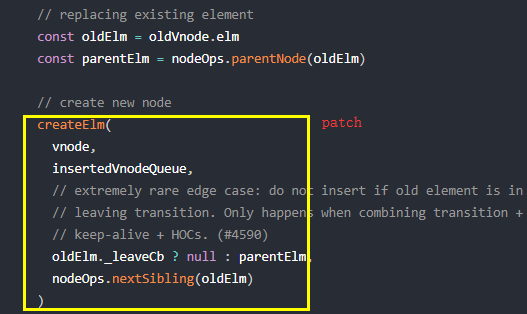 // replacing existing element
const oldElm = oldVnode.elm
const parentElm = nodeOps.parentNode(oldElm)
// create new node
createElm(
patch
vnode,
insertedVnodeQueue,
// extremely rare edge case: do not insert if old element is in
// leaving transition. Only happens when combining transition +
// keep-alive + HOCs. (#4590)
oldElm._leaveCb ? null : parentElm,
nodeOps.nextSibling(oldElm)
)